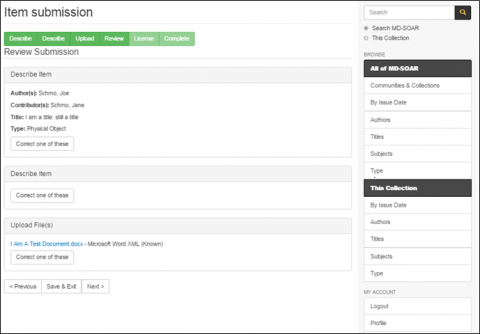 Item submission
Describe Describe Upload Review License Complete
Review Submission
Describe Item
Author(s): Schmo, Joe
Contributor(s): Schmo, Jane
Title: I am a title: still a title
Type: Physical Object
Correct one of these
Describe Item
Correct one of these
Upload File(s)
I Am A Test Document.docx - Microsoft Word XML (Known)
Correct one of these
< Previous Save & Exit Next >
Search
Search MD-SOAR
This Collection
BROWSE
All of MD-SOAR
Communities & Collections
By Issue Date
Authors
Titles
Subjects
Type
This Collection
By Issue Date
Authors
Titles
Subjects
Type
MY ACCOUNT
Logout
Profile